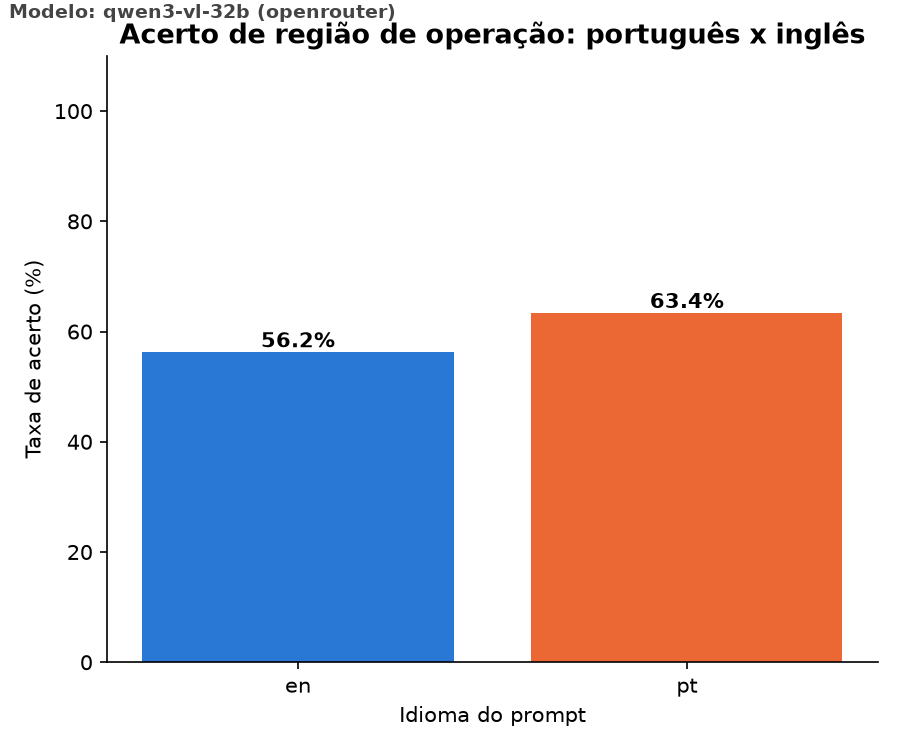 Modelo: qwen3-vl-32b (openrouter)
Acerto de região de operação: português x inglês
Taxa de acerto (%)
100
80
60
40
20
0
56.2%
63.4%
en
pt
Idioma do prompt